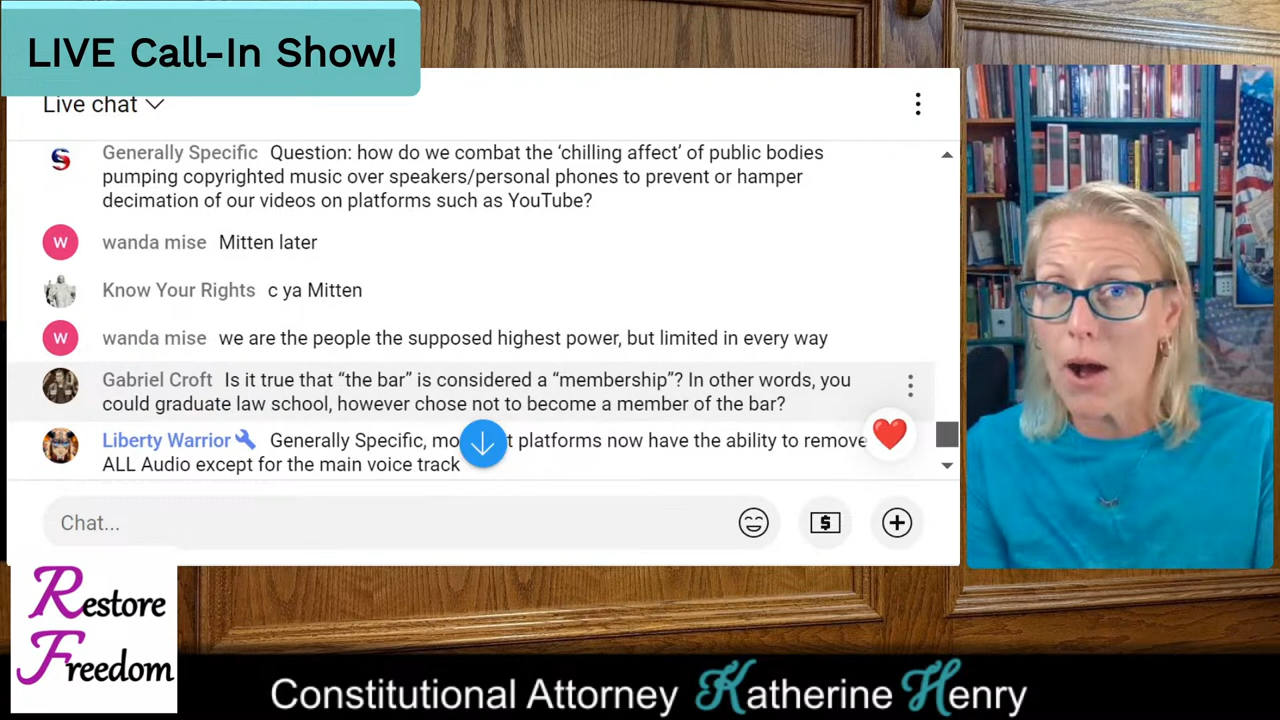 LIVE Call-In Show!
Live chat
Generally Specific Question: how do we combat the ‘chilling affect’ of public bodies
pumping copyrighted music over speakers/personal phones to prevent or hamper
decimation of our videos on platforms such as YouTube?
W wanda mise Mitten later
Know Your Rights c ya Mitten
W wanda mise we are the people the supposed highest power, but limited in every way
Gabriel Croft Is it true that “the bar” is considered a “membership”? In other words, you
could graduate law school, however chose not to become a member of the bar?
Liberty Warrior Generally Specific, platforms now have the ability to remove
ALL Audio except for the main voice track
Chat...
Restore
Freedom
Constitutional Attorney Katherine Henry